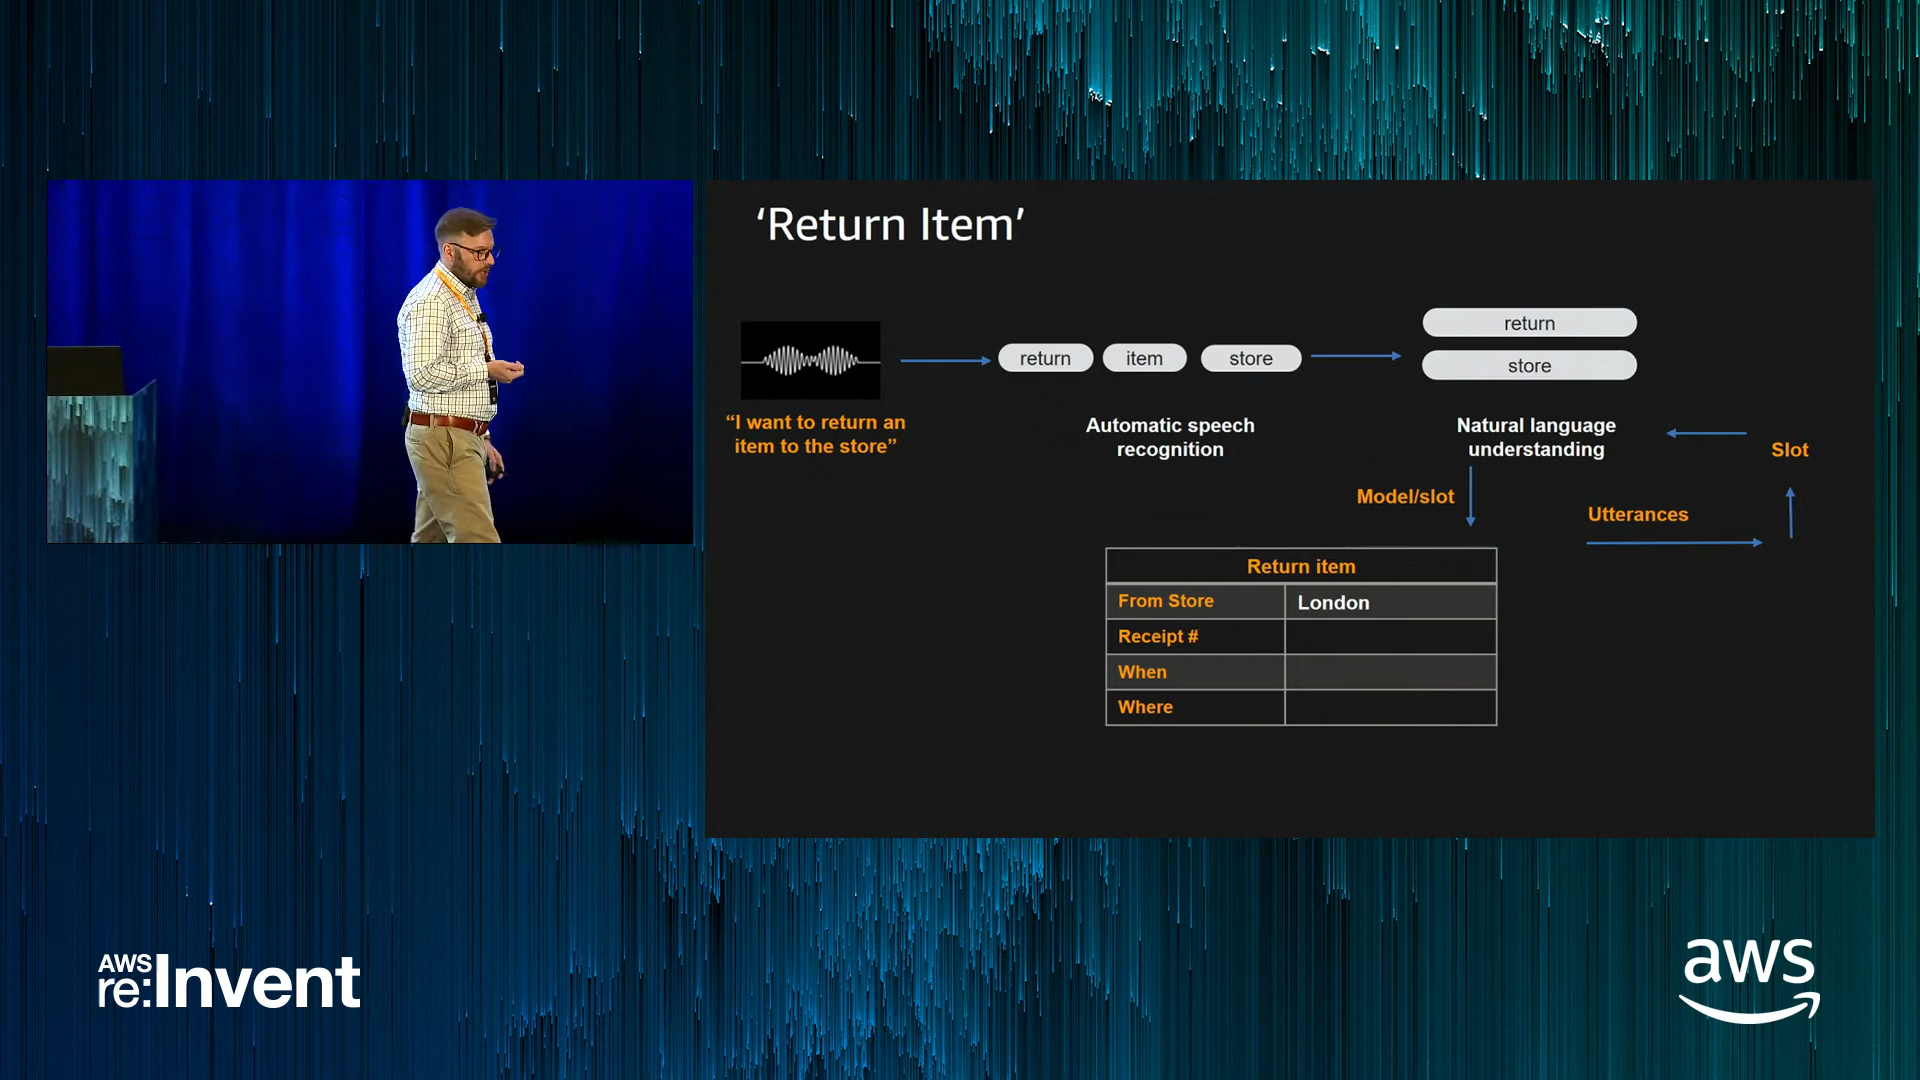 ‘Return Item’
return item store
return
store
“I want to return an
item to the store”
Automatic speech
recognition
Natural language
understanding
Slot
Model/slot
Utterances
Return item
From Store London
Receipt #
When
Where
AWS
re:Invent
aws